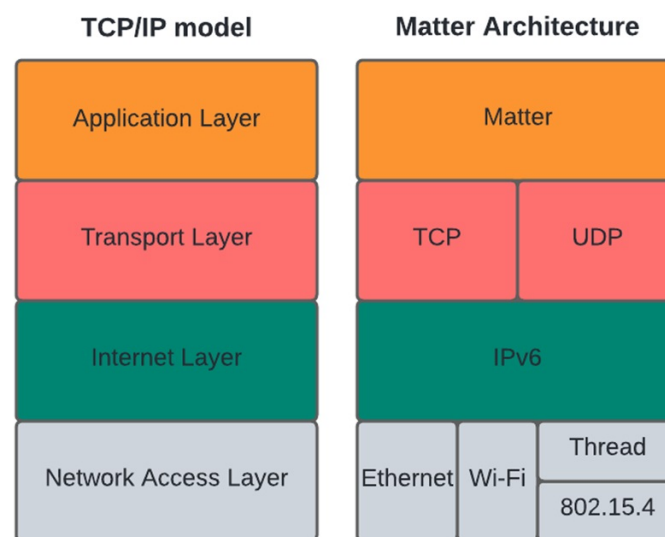 TCP/IP model
Matter Architecture
Application Layer
Matter
Transport Layer
TCP
UDP
Internet Layer
IPv6
Network Access Layer
Ethernet
Wi-Fi
Thread
802.15.4